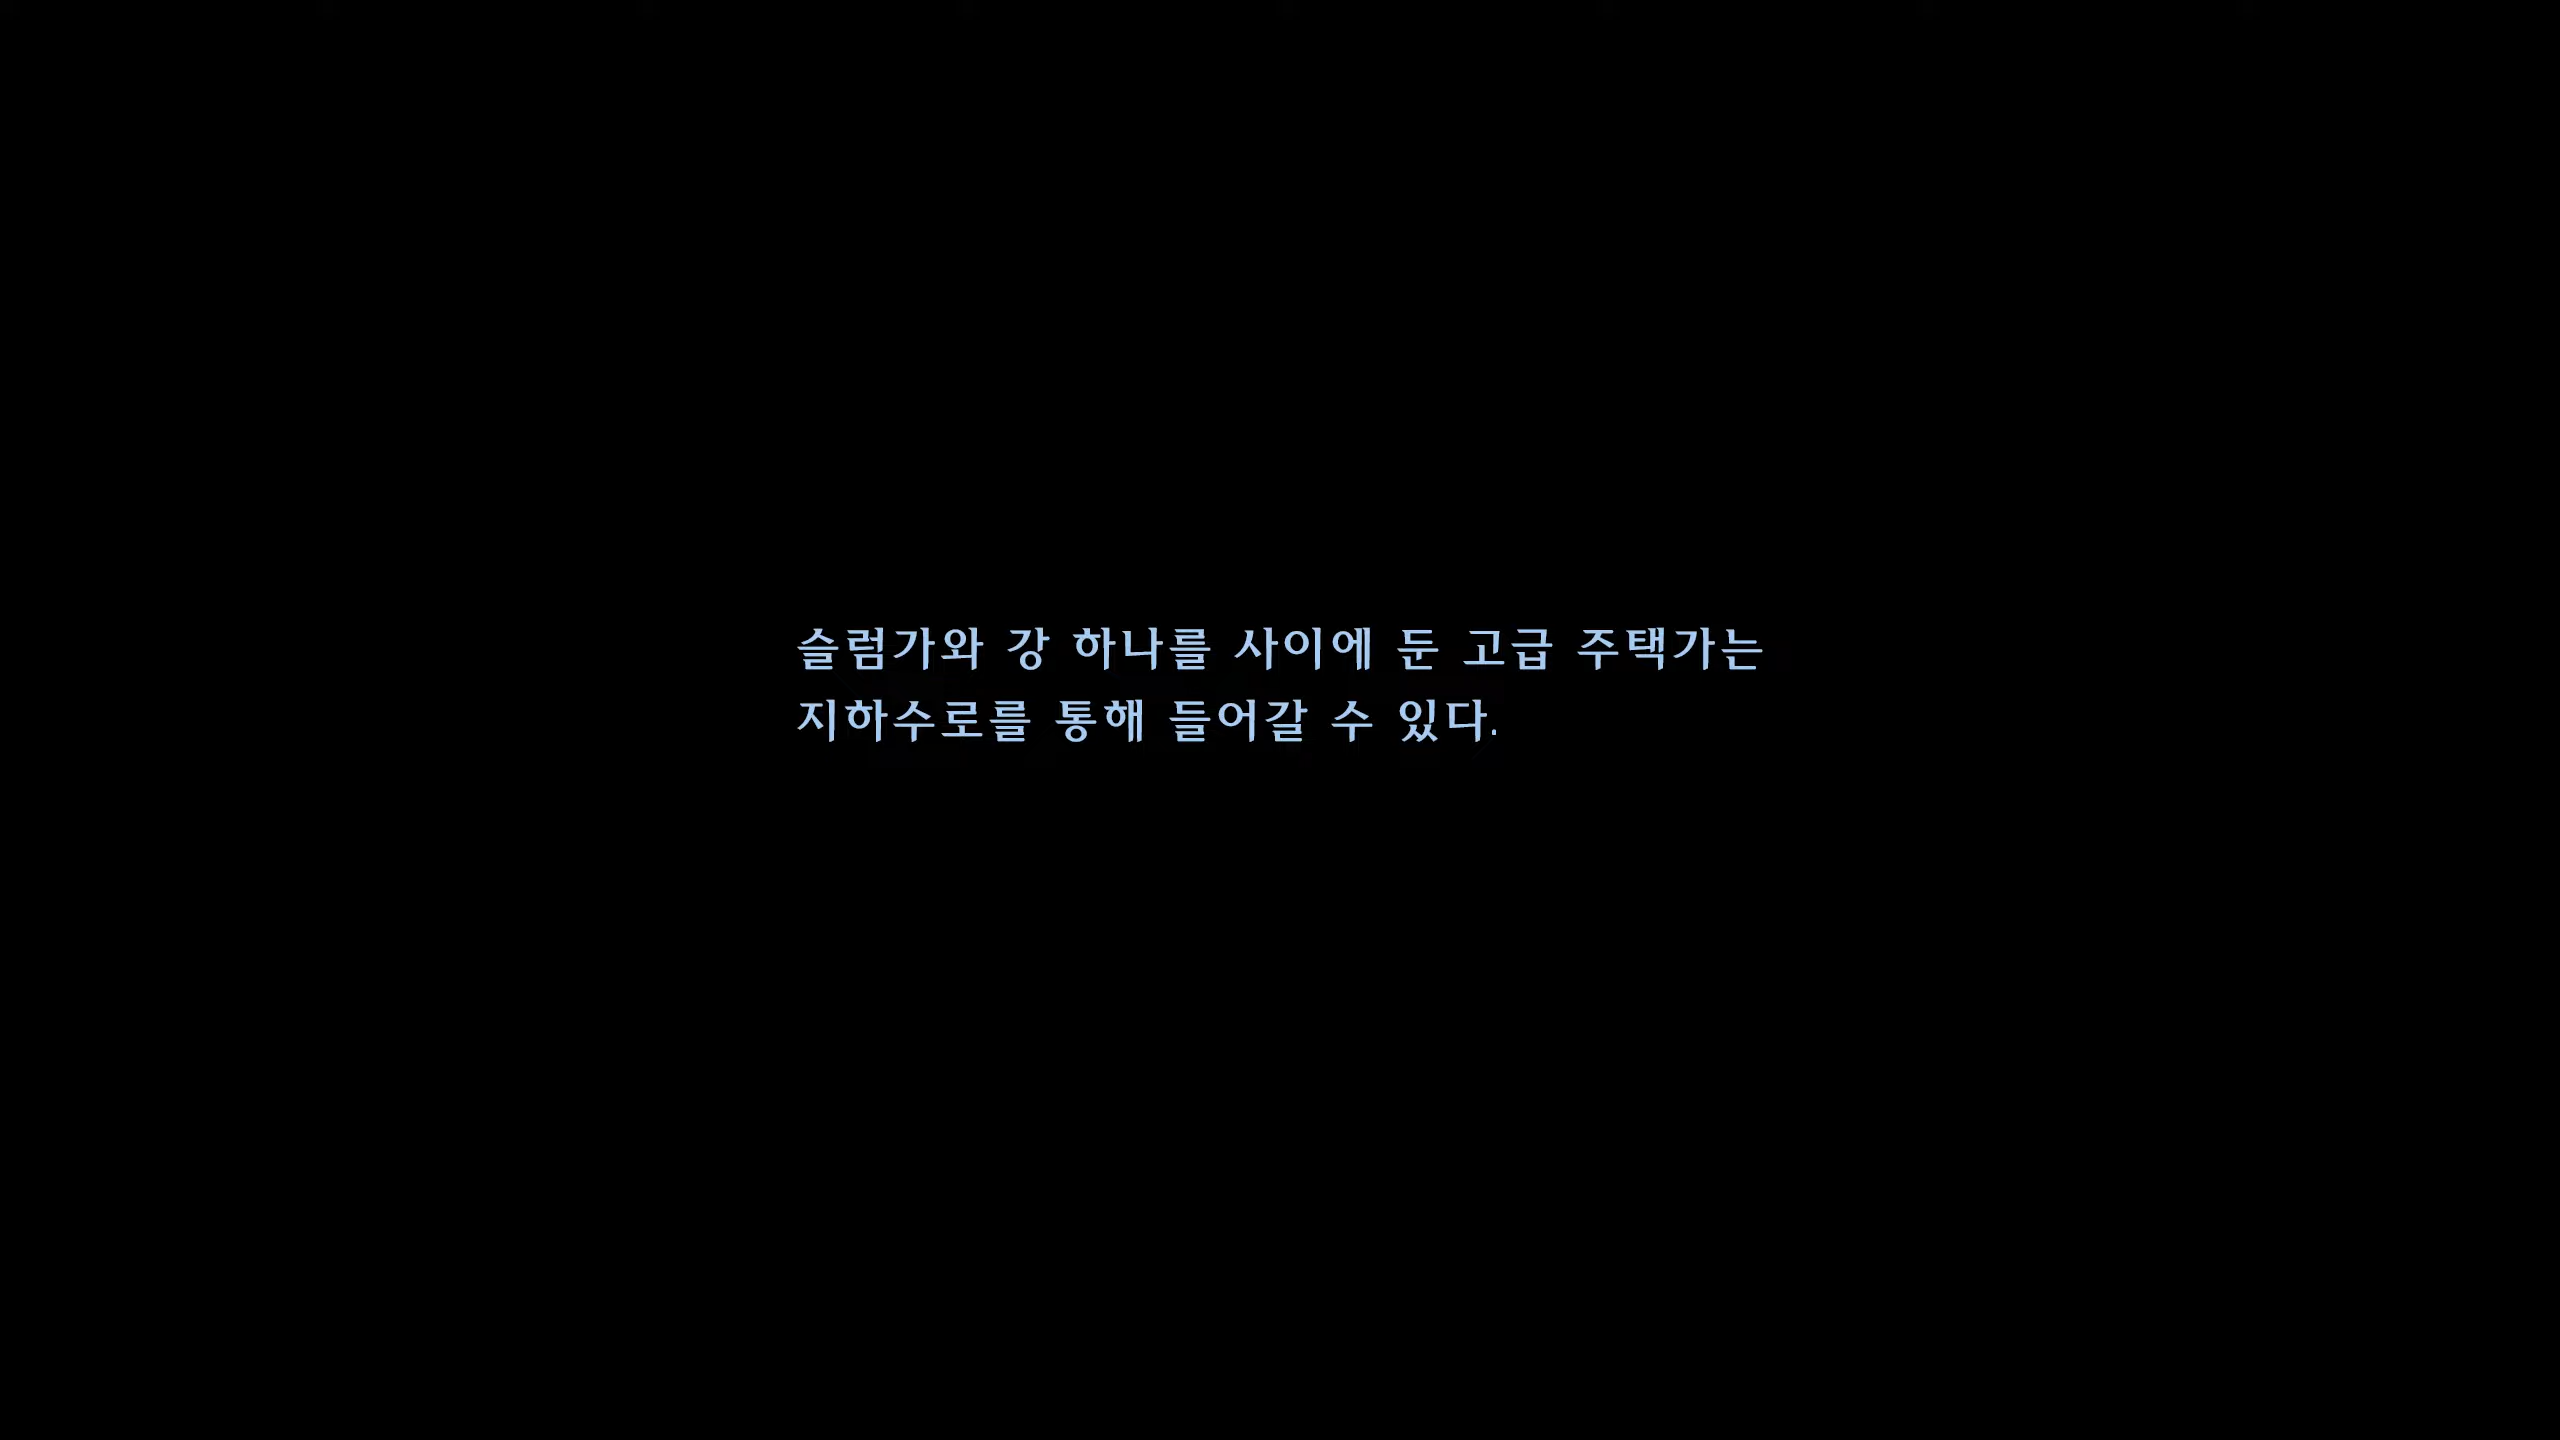 슬럼가와 강 하나를 사이에 둔 고급 주택가는
지하수로를 통해 들어갈 수 있다.